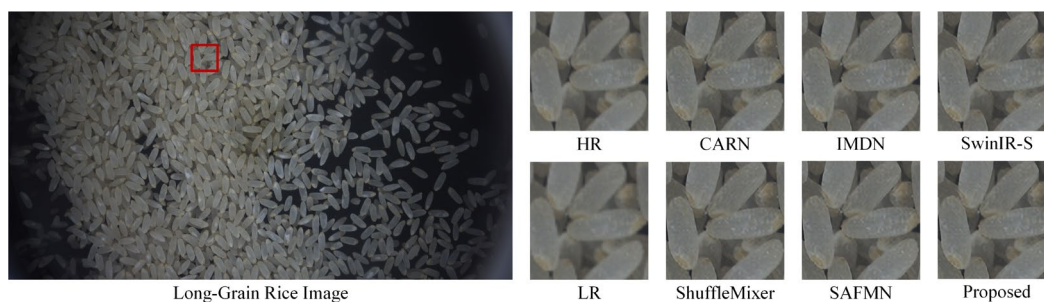 HR CARN IMDN SwinIR-S
LR ShuffleMixer SAFMN Proposed
Long-Grain Rice Image